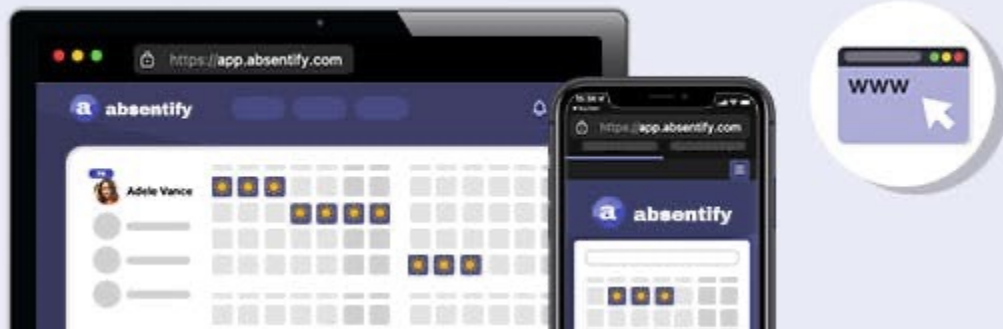 https://app.absentify.com
a absentify
Adele Vance
https://app.absentify.com
a absentify
www